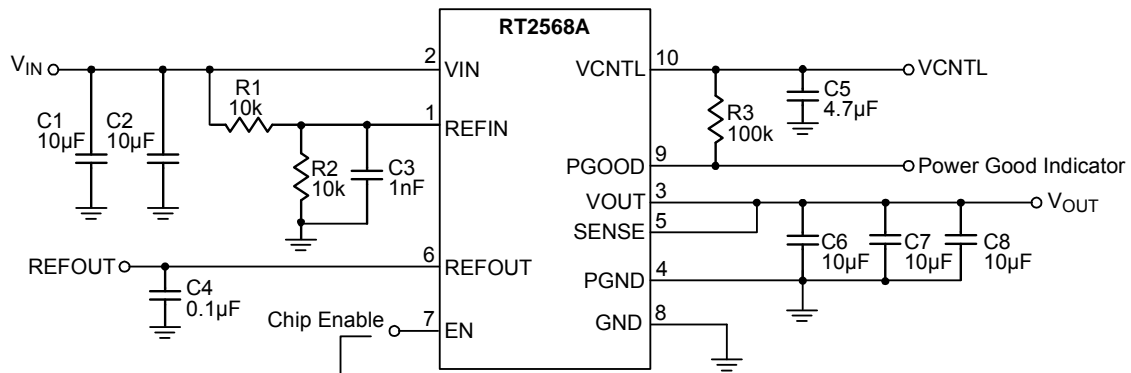 RT2568A
VIN
2
VIN
10
VCNTL
VCNTL
C1
10µF
C2
10µF
R1
10k
1
REFIN
R2
10k
C3
1nF
R3
100k
C5
4.7µF
9
PGOOD
Power Good Indicator
3
VOUT
VOUT
5
SENSE
C6
10µF
C7
10µF
C8
10µF
REFOUT
6
REFOUT
4
PGND
C4
0.1µF
Chip Enable
7
EN
8
GND